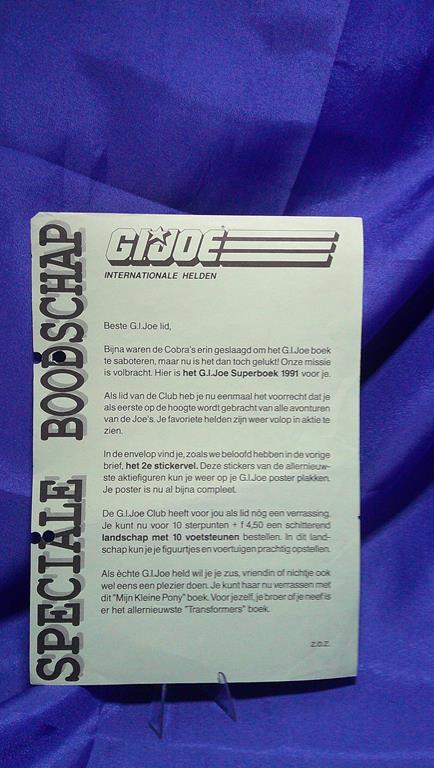 SPECIALE BOODSCHAP
G.I. JOE
INTERNATIONALE HELDEN
Beste G.I.Joe lid,
Bijna waren de Cobra's erin geslaagd om het G.I.Joe boek
te saboteren, maar nu is het dan toch gelukt! Onze missie
is volbracht. Hier is het G.I.Joe Superboek 1991 voor je.
Als lid van de Club heb je nu eenmaal het voorrecht dat je
als eerste op de hoogte wordt gebracht van alle avonturen
van de Joe's. Je favoriete helden zijn weer volop in aktie te
zien.
In de envelop vind je, zoals we beloofd hebben in de vorige
brief, het 2e stickervel. Deze stickers van de allernieuw-
ste aktiefiguren kun je weer op je G.I.Joe poster plakken.
Je poster is nu al bijna compleet.
De G.I.Joe Club heeft voor jou als lid nóg een verrassing.
Je kunt nu voor 10 sterpunten + f 4,50 een schitterend
landschap met 10 voetsteunen bestellen. In dit land-
schap kun je je figuurtjes en voertuigen prachtig opstellen.
Als èchte G.I.Joe held wil je je zus, vriendin of nichtje ook
wel eens een plezier doen. Je kunt haar nu verrassen met
dit "Mijn Kleine Pony" boek. Voor jezelf, je broer of je neef is
er het allernieuwste "Transformers" boek.
z.o.z.